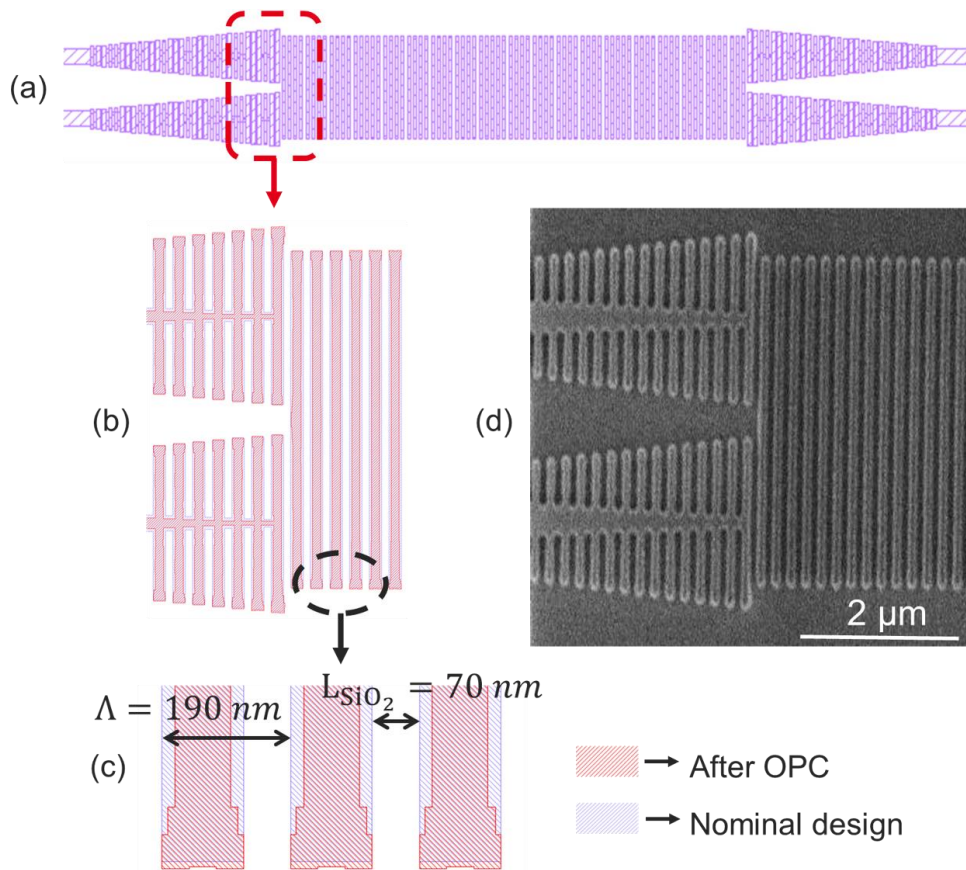 (a)
(b)
(d)
2 μm
Λ = 190 nm
L_SiO₂ = 70 nm
(c)
After OPC
Nominal design